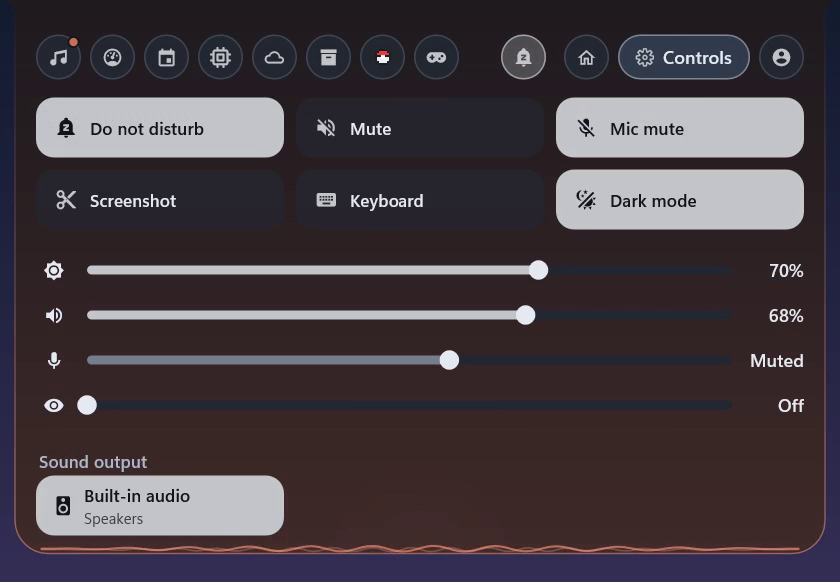 Controls
Do not disturb
Mute
Mic mute
Screenshot
Keyboard
Dark mode
70%
68%
Muted
Off
Sound output
Built-in audio
Speakers